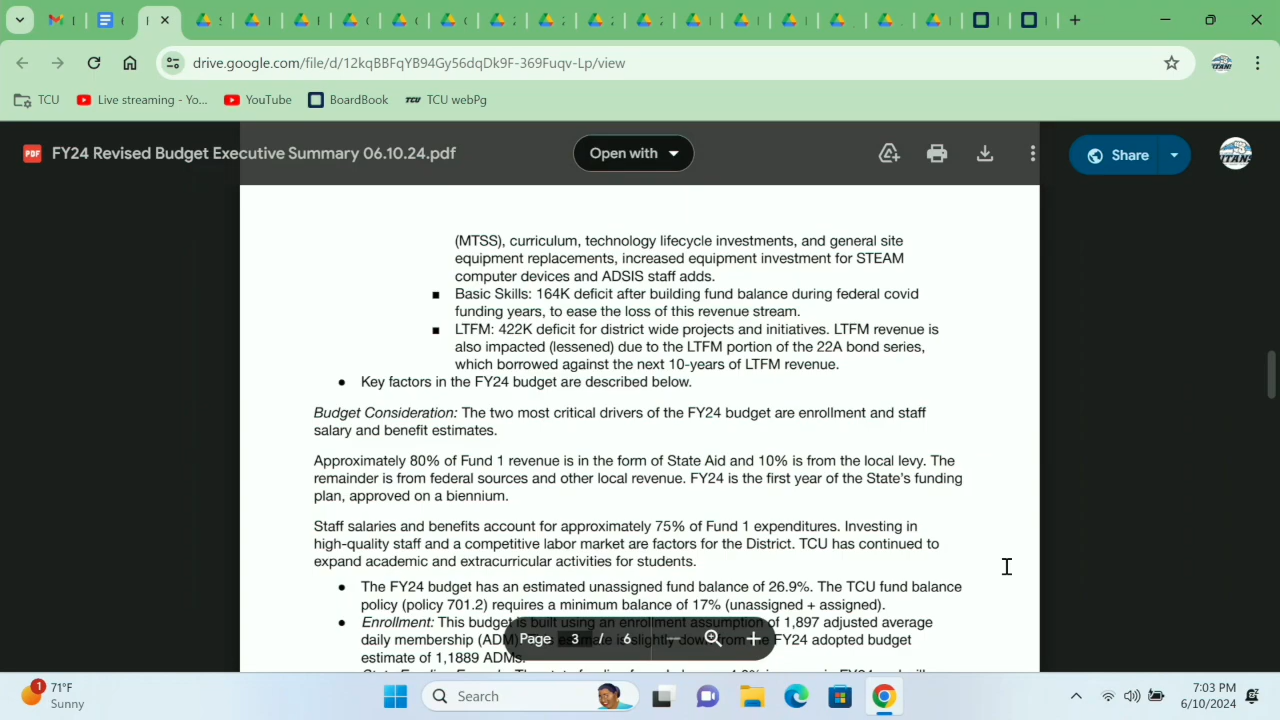 drive.google.com/file/d/12kqBBFqYB94Gy56dqDk9F-369Fuqv-Lp/view
TCU
Live streaming - Yo...
YouTube
BoardBook
TCU webPg
FY24 Revised Budget Executive Summary 06.10.24.pdf
Open with
Share
(MTSS), curriculum, technology lifecycle investments, and general site
equipment replacements, increased equipment investment for STEAM
computer devices and ADSIS staff adds.
■ Basic Skills: 164K deficit after building fund balance during federal covid
funding years, to ease the loss of this revenue stream.
■ LTFM: 422K deficit for district wide projects and initiatives. LTFM revenue is
also impacted (lessened) due to the LTFM portion of the 22A bond series,
which borrowed against the next 10-years of LTFM revenue.
● Key factors in the FY24 budget are described below.
Budget Consideration: The two most critical drivers of the FY24 budget are enrollment and staff
salary and benefit estimates.
Approximately 80% of Fund 1 revenue is in the form of State Aid and 10% is from the local levy. The
remainder is from federal sources and other local revenue. FY24 is the first year of the State's funding
plan, approved on a biennium.
Staff salaries and benefits account for approximately 75% of Fund 1 expenditures. Investing in
high-quality staff and a competitive labor market are factors for the District. TCU has continued to
expand academic and extracurricular activities for students.
● The FY24 budget has an estimated unassigned fund balance of 26.9%. The TCU fund balance
policy (policy 701.2) requires a minimum balance of 17% (unassigned + assigned).
● Enrollment: This budget is built using an enrollment assumption of 1,897 adjusted average
daily membership (ADM) is slightly down from the FY24 adopted budget
estimate of 1,1889 ADMs.
Page 3 / 6
71°F
Sunny
Search
7:03 PM
6/10/2024